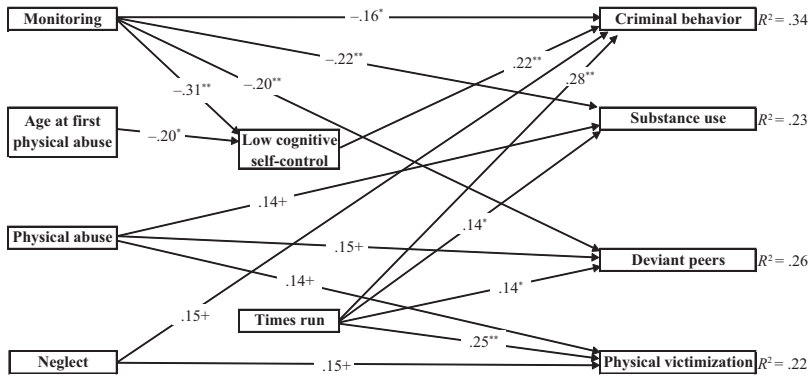 Monitoring
–.16*
Criminal behavior
R² = .34
–.22**
.22**
–.20**
.28**
–.31**
Age at first
physical abuse
–.20*
Low cognitive
self-control
Substance use
R² = .23
.14+
.14*
Physical abuse
.15+
Deviant peers
R² = .26
.14+
.14*
.15+
Times run
.25**
Neglect
.15+
Physical victimization
R² = .22